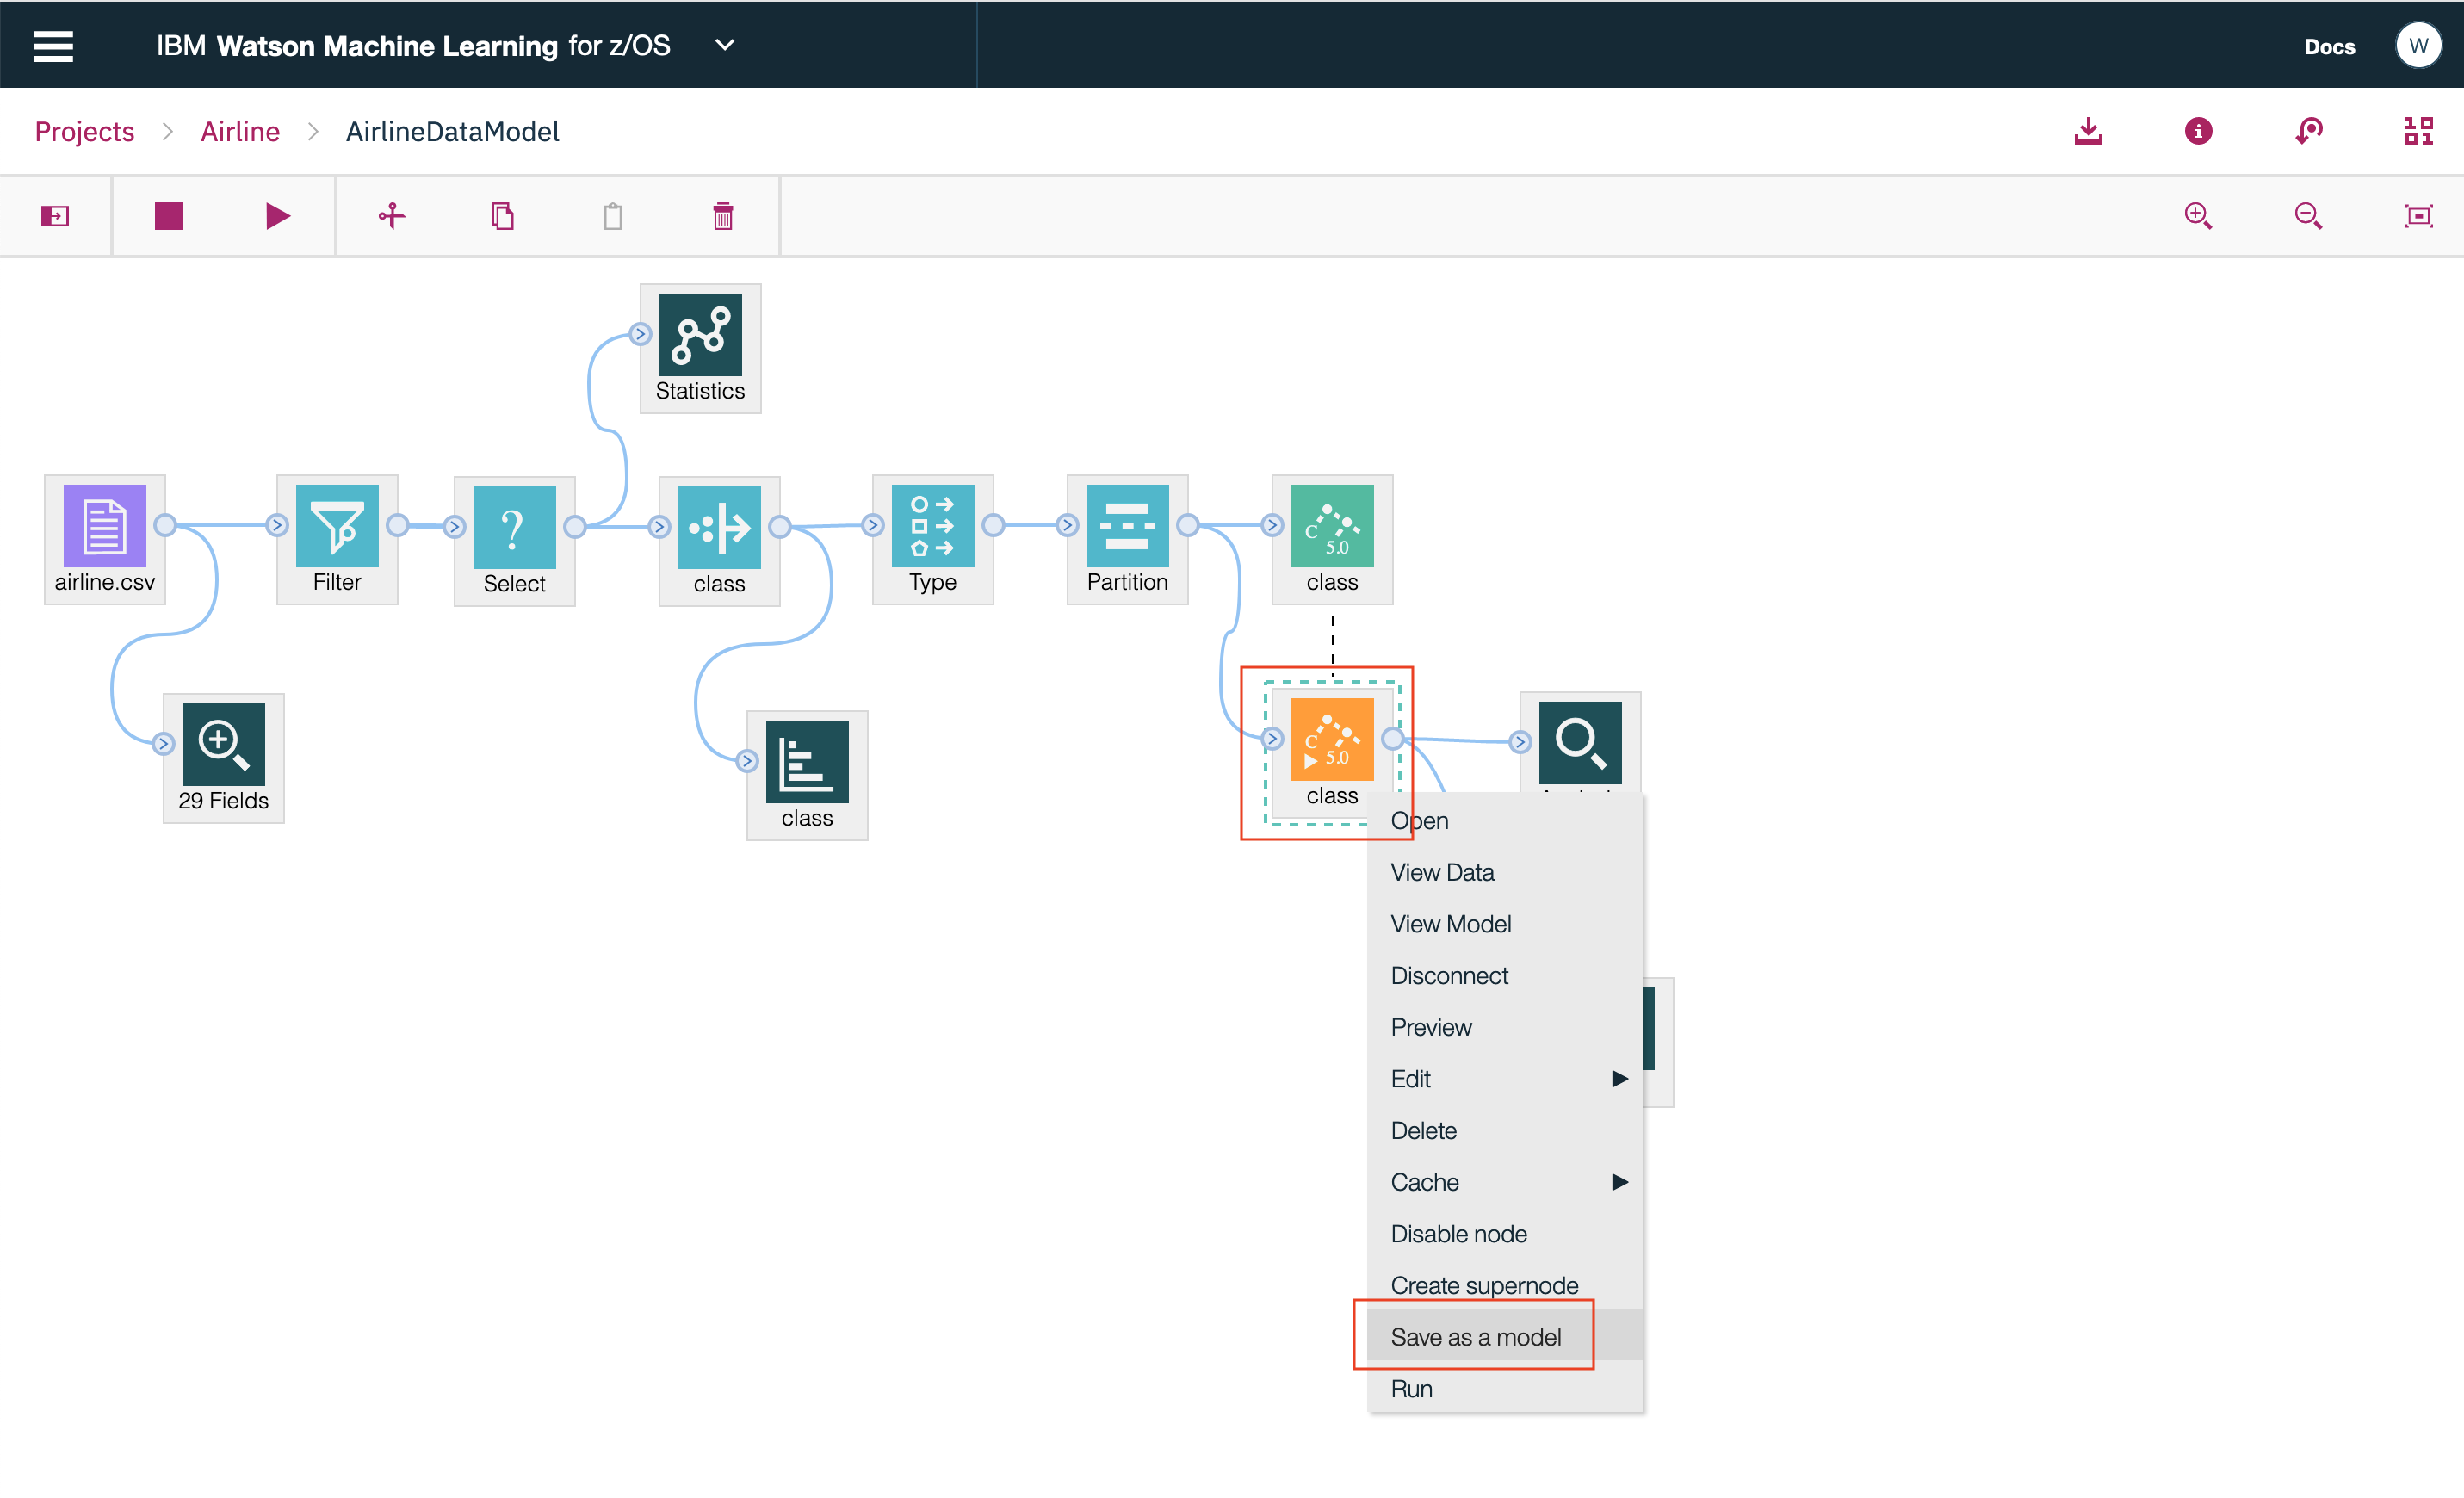 IBM Watson Machine Learning for z/OS
Docs
W
Projects
Airline
AirlineDataModel
Statistics
airline.csv
Filter
?
Select
class
Type
Partition
C 5.0
class
29 Fields
class
C 5.0
class
Open
View Data
View Model
Disconnect
Preview
Edit
Delete
Cache
Disable node
Create supernode
Save as a model
Run